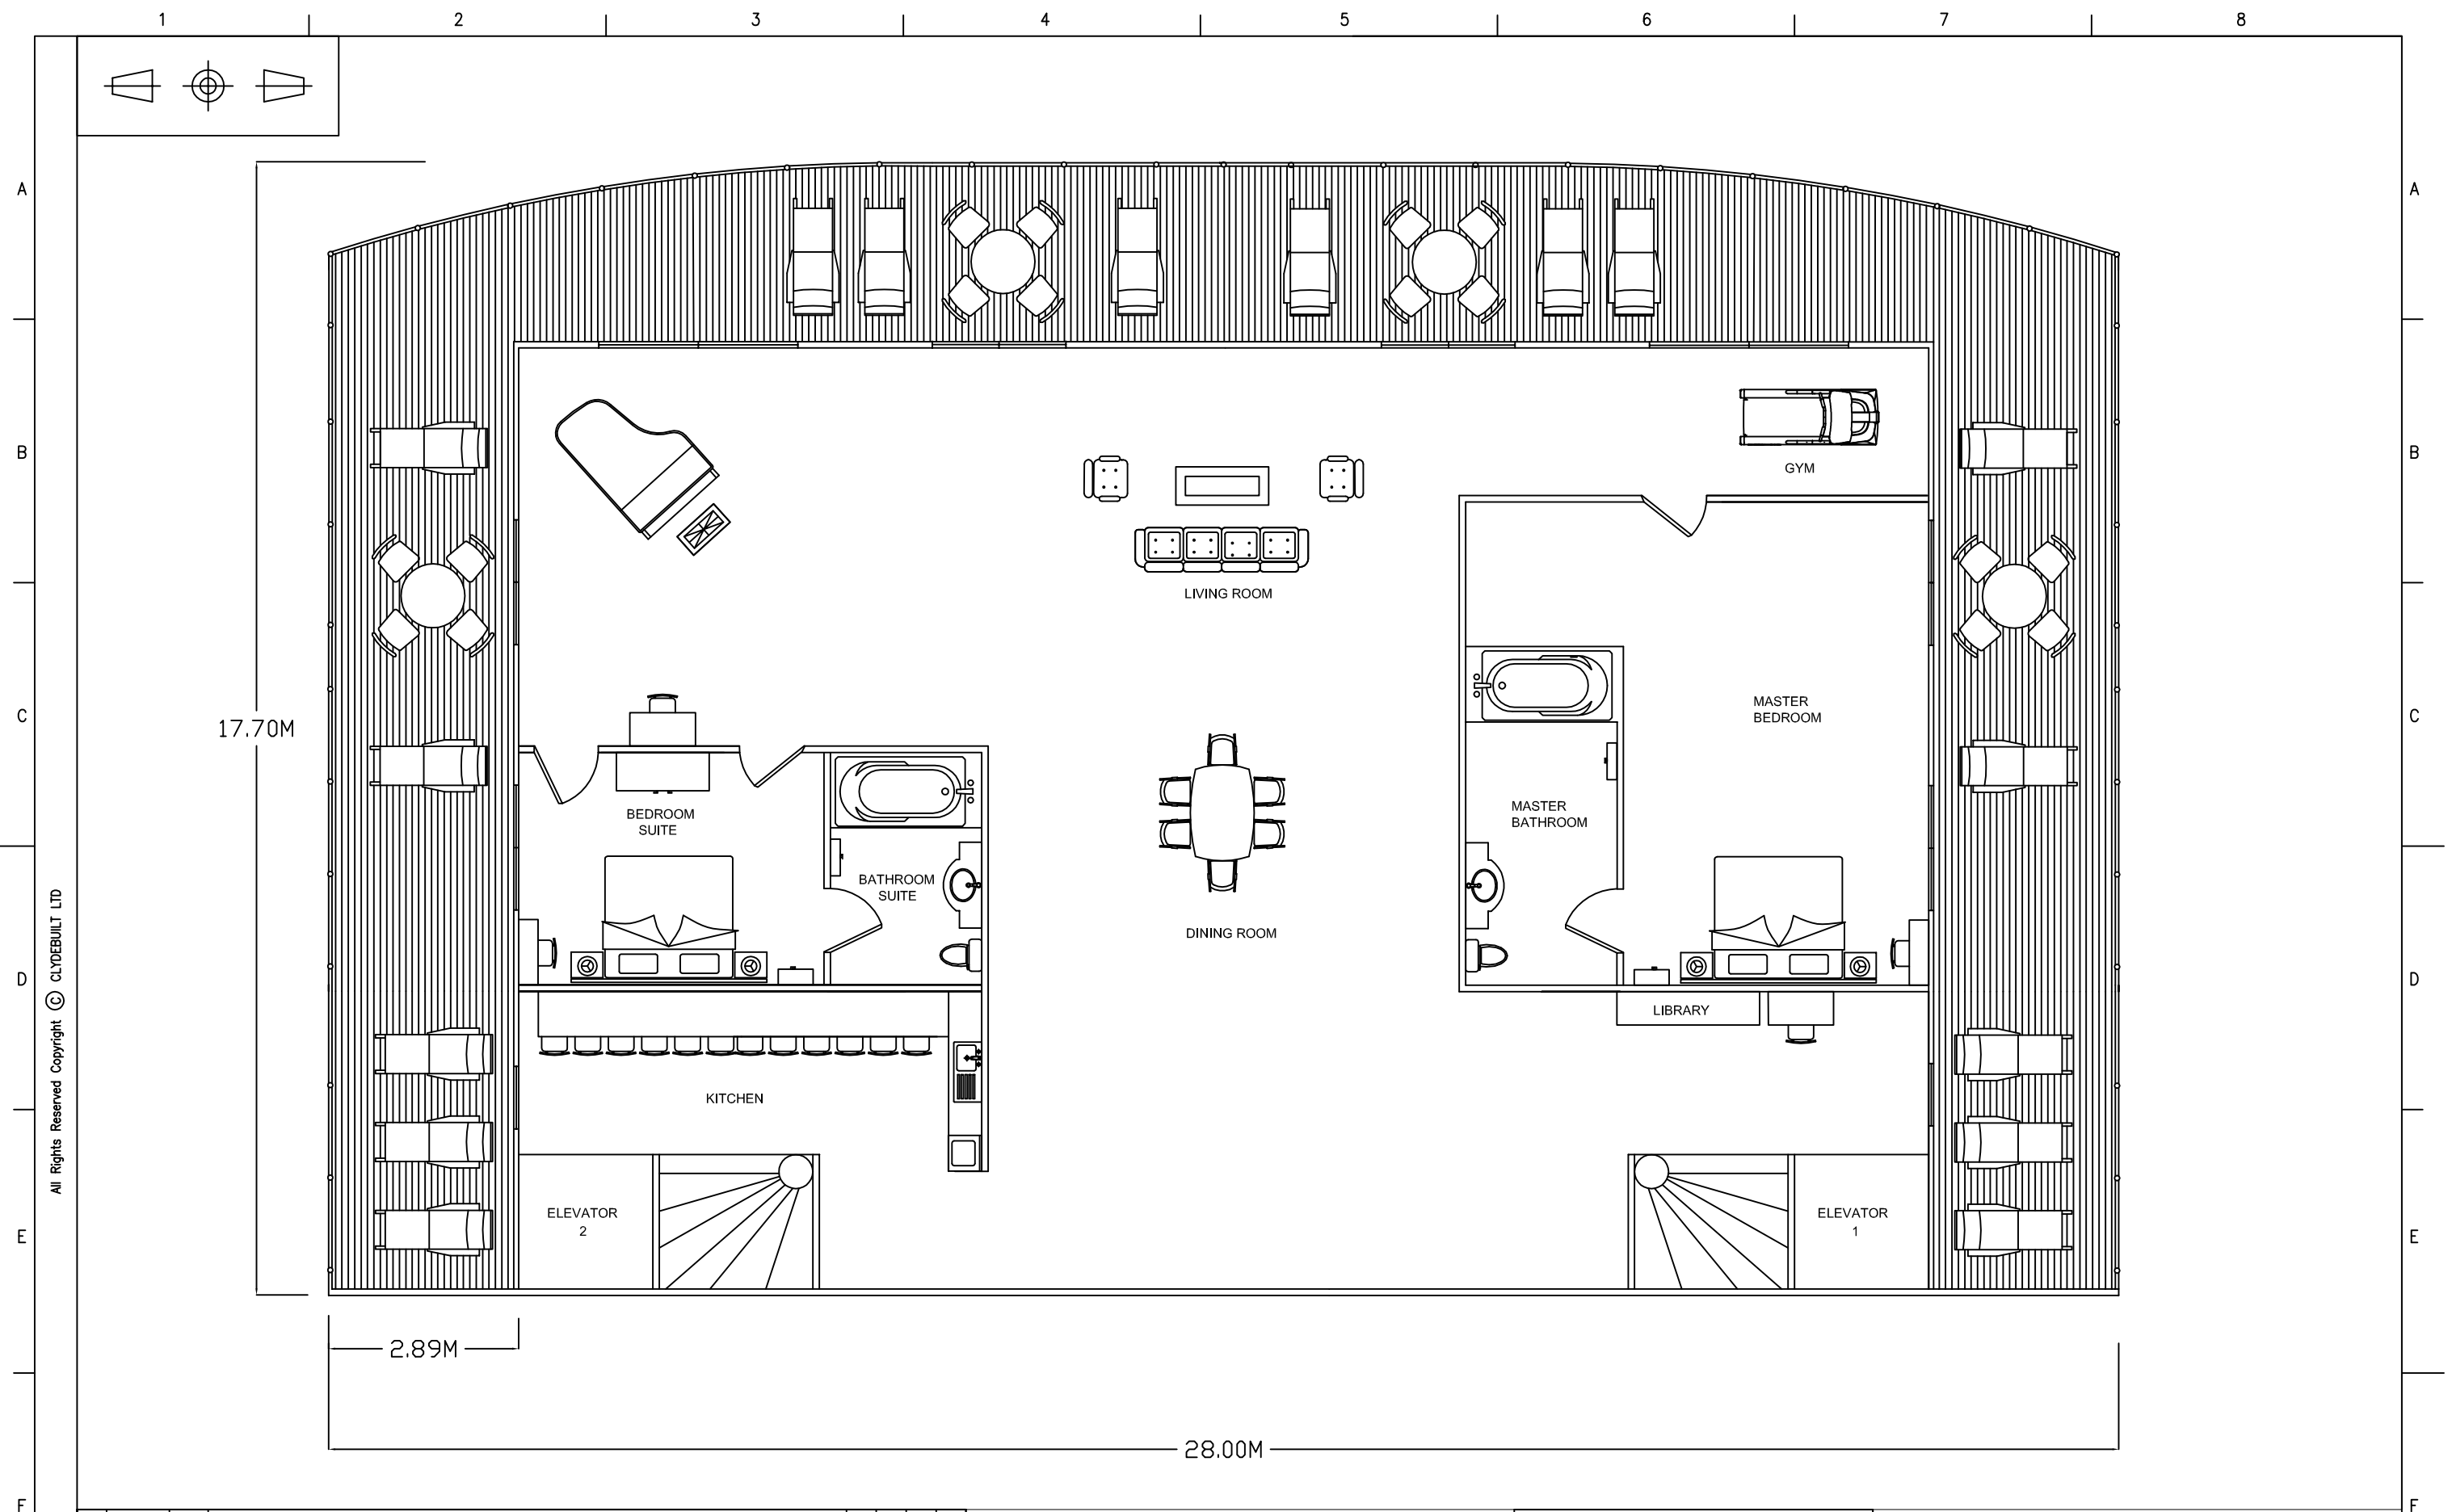 1 2 3 4 5 6 7 8
A A
GYM
B B
LIVING ROOM
MASTER
BEDROOM
C C
17.70M
MASTER
BATHROOM
BEDROOM
SUITE
BATHROOM
SUITE
DINING ROOM
D D
LIBRARY
All Rights Reserved Copyright © CLYDEBUILT LTD
KITCHEN
ELEVATOR
2
ELEVATOR
1
E E
2.89M
28.00M
F F